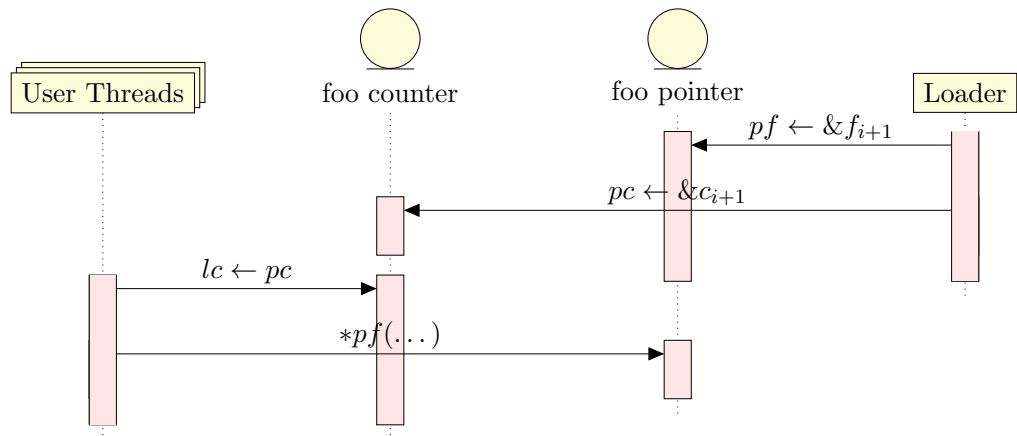 User Threads
foo counter
foo pointer
Loader
pf ← &f_{i+1}
pc ← &c_{i+1}
lc ← pc
*pf(...)